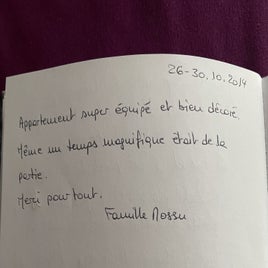 26-30.10.2014
Appartement super équipé et bien décoré.
Même un temps magnifique était de la
partie.
Merci pour tout.
Famille